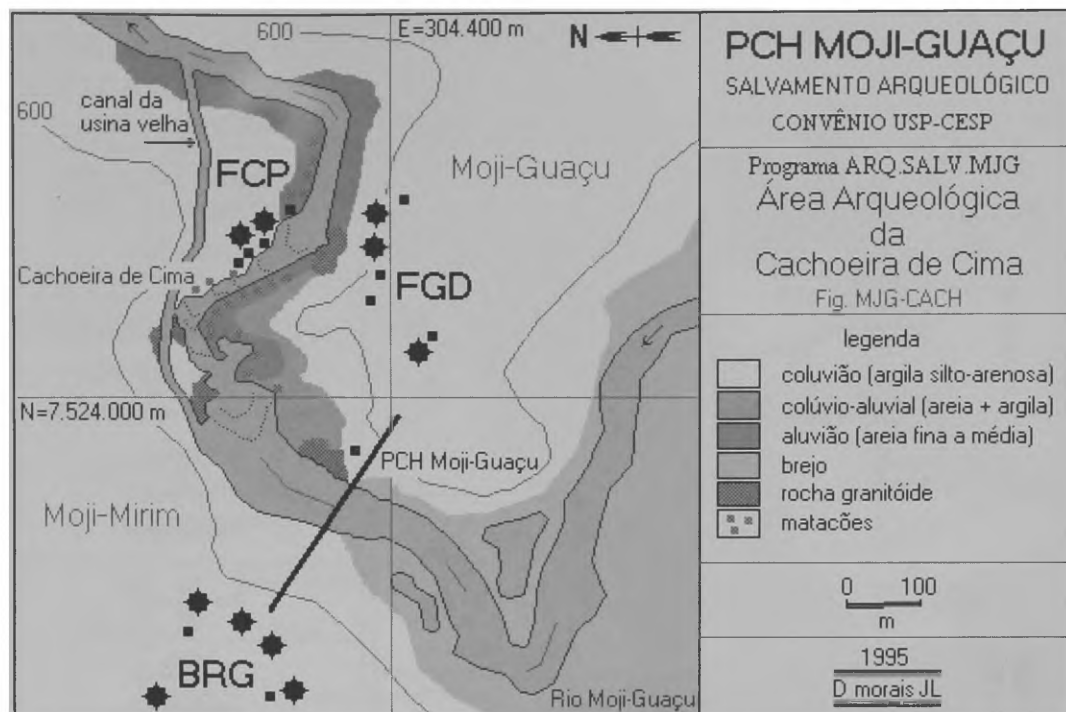 600
E=304.400 m
N
canal da
usina velha
600
FCP
Moji-Guaçu
Cachoeira de Cima
FGD
N=7.524.000 m
PCH Moji-Guaçu
Moji-Mirim
BRG
Rio Moji-Guaçu
PCH MOJI-GUAÇU
SALVAMENTO ARQUEOLÓGICO
CONVÊNIO USP-CESP
Programa ARQ.SALV.MJG
Área Arqueológica
da
Cachoeira de Cima
Fig. MJG-CACH
legenda
coluvião (argila silto-arenosa)
colúvio-aluvial (areia + argila)
aluvião (areia fina a média)
brejo
rocha granitóide
matacões
0 100
m
1995
D morais JL